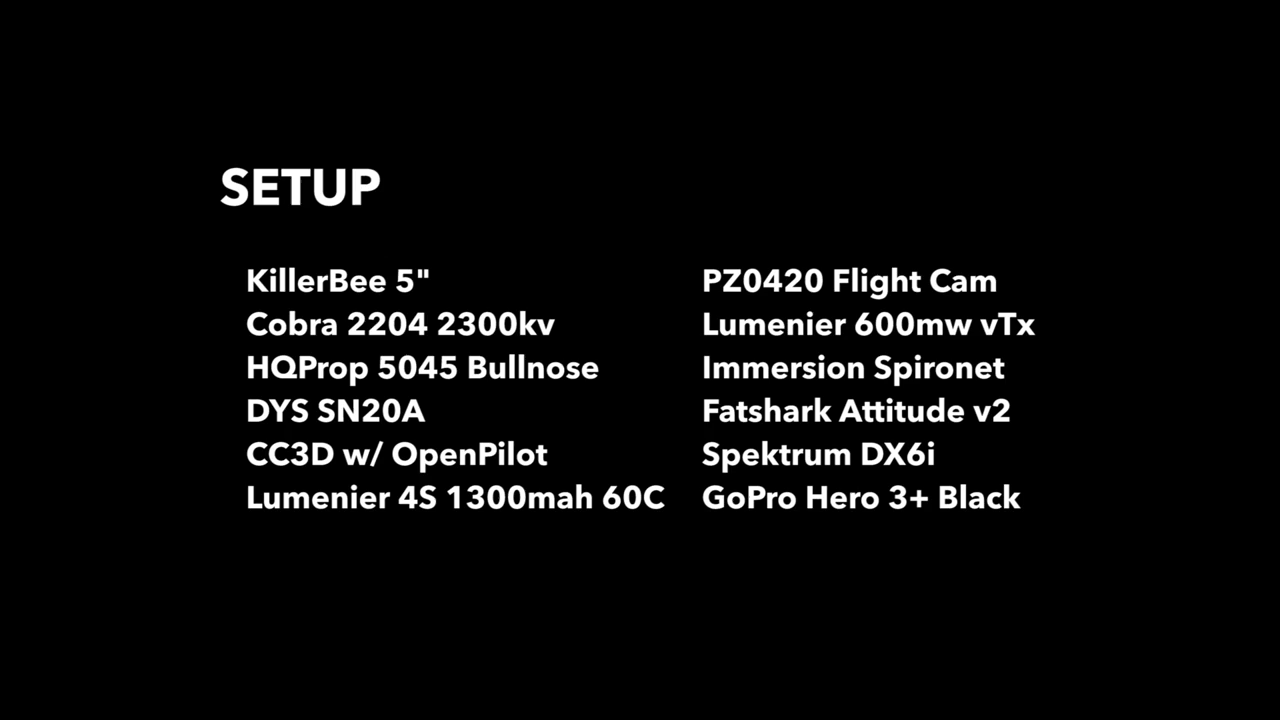 SETUP
KillerBee 5"
Cobra 2204 2300kv
HQProp 5045 Bullnose
DYS SN20A
CC3D w/ OpenPilot
Lumenier 4S 1300mah 60C
PZ0420 Flight Cam
Lumenier 600mw vTx
Immersion Spironet
Fatshark Attitude v2
Spektrum DX6i
GoPro Hero 3+ Black